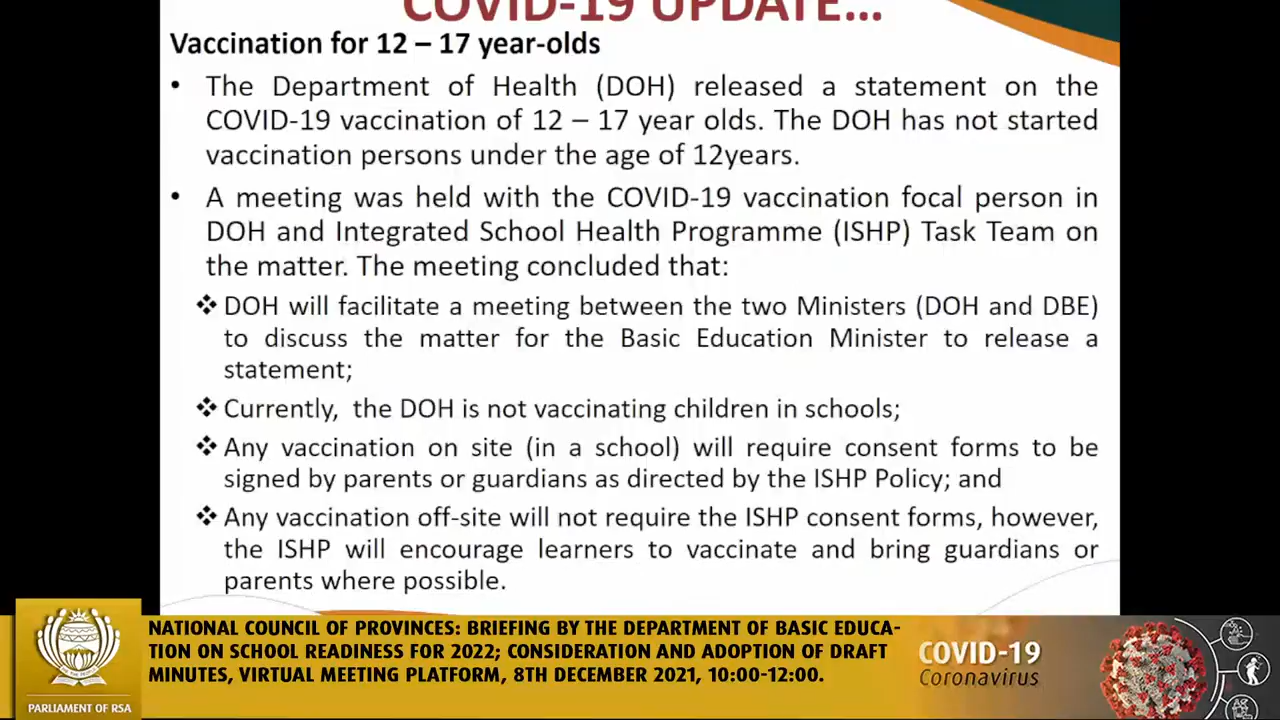 COVID-19 UPDATE...
Vaccination for 12 – 17 year-olds
• The Department of Health (DOH) released a statement on the
COVID-19 vaccination of 12 – 17 year olds. The DOH has not started
vaccination persons under the age of 12years.
• A meeting was held with the COVID-19 vaccination focal person in
DOH and Integrated School Health Programme (ISHP) Task Team on
the matter. The meeting concluded that:
❖ DOH will facilitate a meeting between the two Ministers (DOH and DBE)
to discuss the matter for the Basic Education Minister to release a
statement;
❖ Currently, the DOH is not vaccinating children in schools;
❖ Any vaccination on site (in a school) will require consent forms to be
signed by parents or guardians as directed by the ISHP Policy; and
❖ Any vaccination off-site will not require the ISHP consent forms, however,
the ISHP will encourage learners to vaccinate and bring guardians or
parents where possible.
NATIONAL COUNCIL OF PROVINCES: BRIEFING BY THE DEPARTMENT OF BASIC EDUCA-
TION ON SCHOOL READINESS FOR 2022; CONSIDERATION AND ADOPTION OF DRAFT
MINUTES, VIRTUAL MEETING PLATFORM, 8TH DECEMBER 2021, 10:00-12:00.
PARLIAMENT OF RSA
COVID-19
Coronavirus